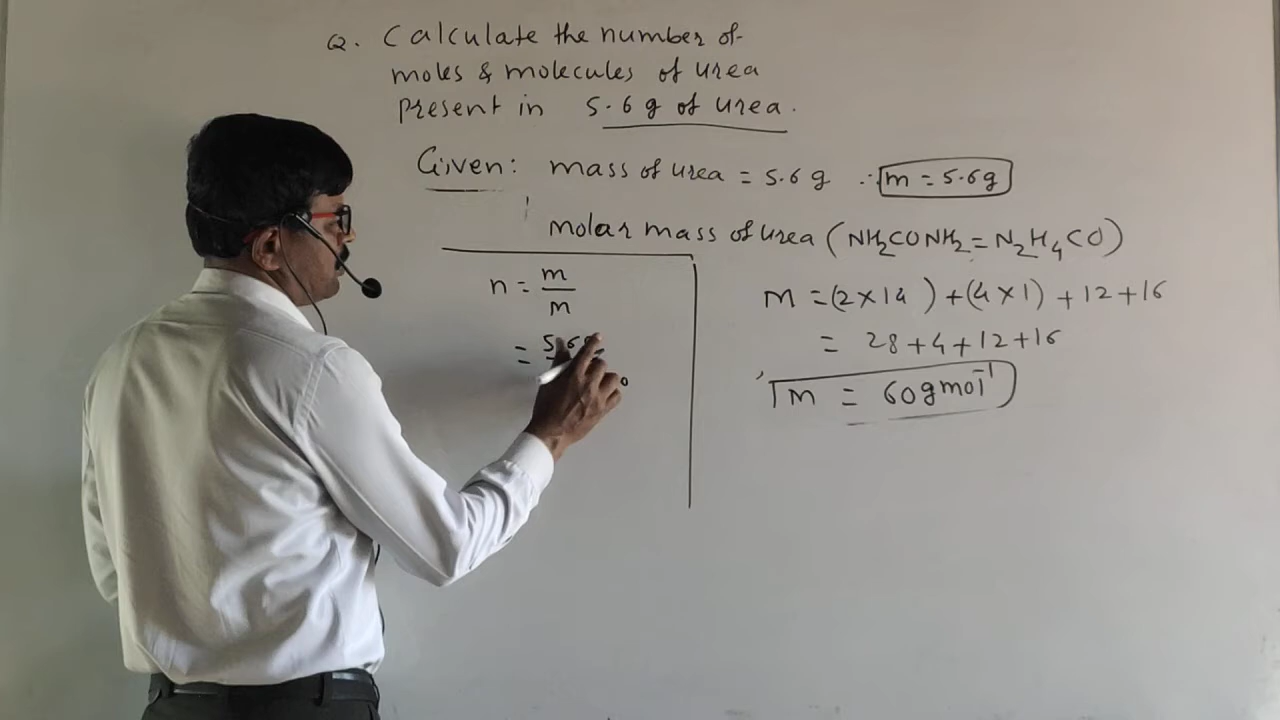 Q. Calculate the number of
moles & molecules of urea
present in 5.6 g of urea.
Given: mass of urea = 5.6 g ∴ m = 5.6g
molar mass of urea (NH₂CONH₂ = N₂H₄CO)
n = m/m
M = (2×14) + (4×1) + 12 + 16
= 5.6
= 28 + 4 + 12 + 16
M = 60 g mol⁻¹